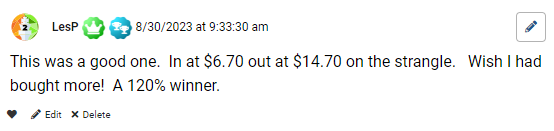 2 LesP 8/30/2023 at 9:33:30 am
This was a good one.  In at $6.70 out at $14.70 on the strangle.   Wish I had
bought more!  A 120% winner.
Edit Delete